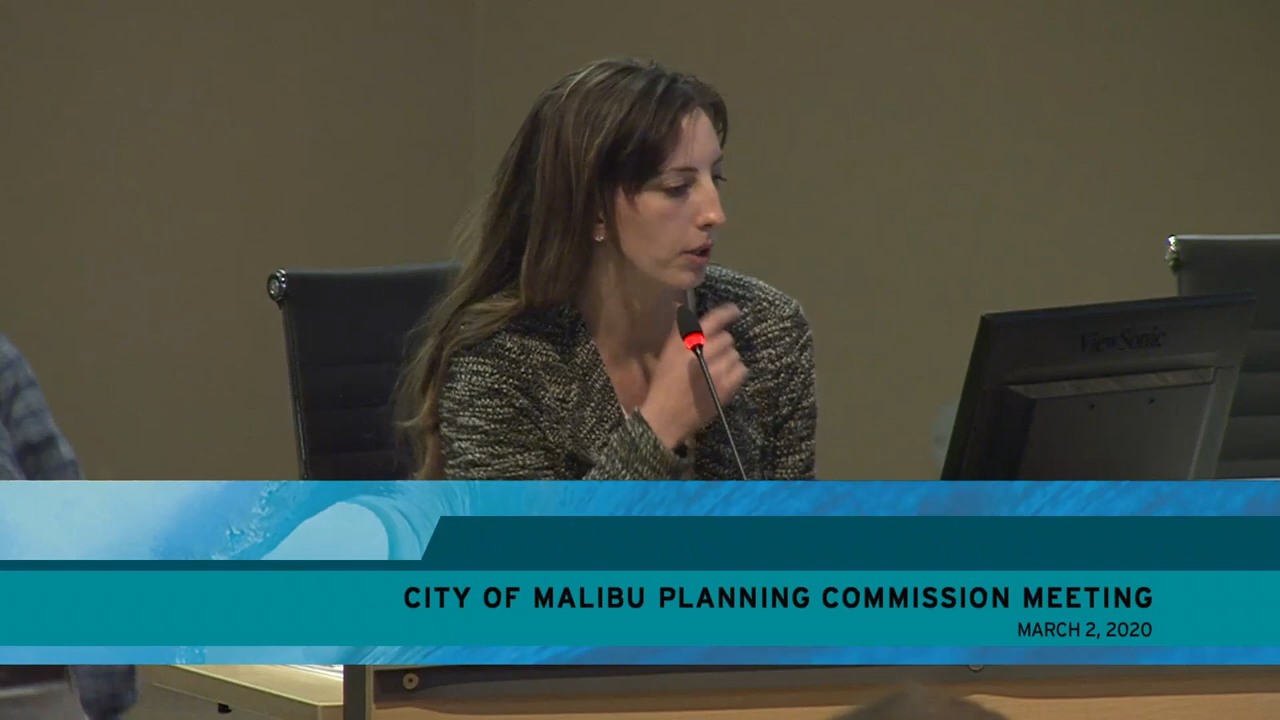 ViewSonic
CITY OF MALIBU PLANNING COMMISSION MEETING
MARCH 2, 2020